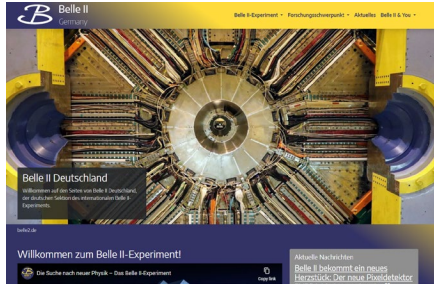 Belle II
Germany
Belle II-Experiment
Forschungsschwerpunkt
Aktuelles
Belle II & You
Belle II Deutschland
Willkommen auf den Seiten von Belle II Deutschland,
der deutschen Sektion des internationalen Belle II-
Experiments.
belle2.de
Willkommen zum Belle II-Experiment!
Die Suche nach neuer Physik – Das Belle II-Experiment
Copy link
Aktuelle Nachrichten
Belle II bekommt ein neues
Herzstück: Der neue Pixeldetektor